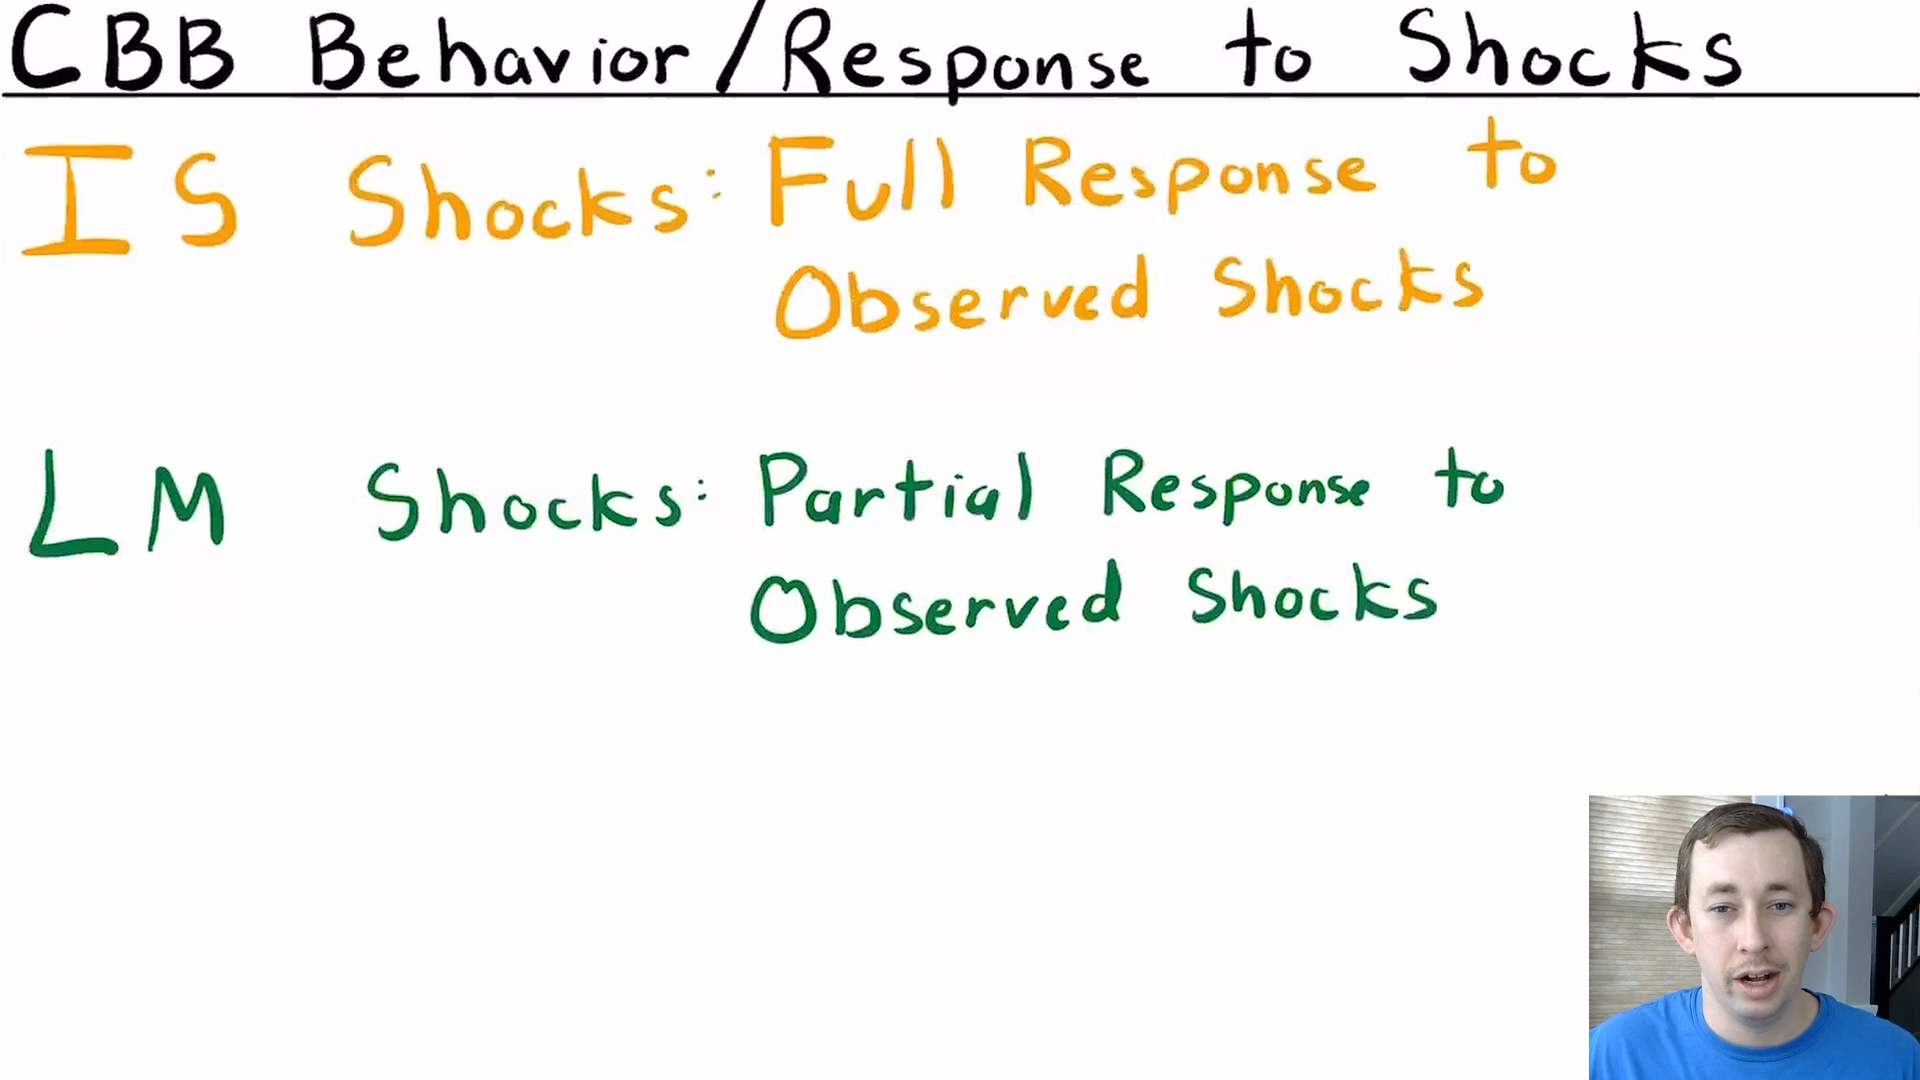 CBB Behavior/Response to Shocks
IS Shocks: Full Response to
Observed Shocks
LM Shocks: Partial Response to
Observed Shocks